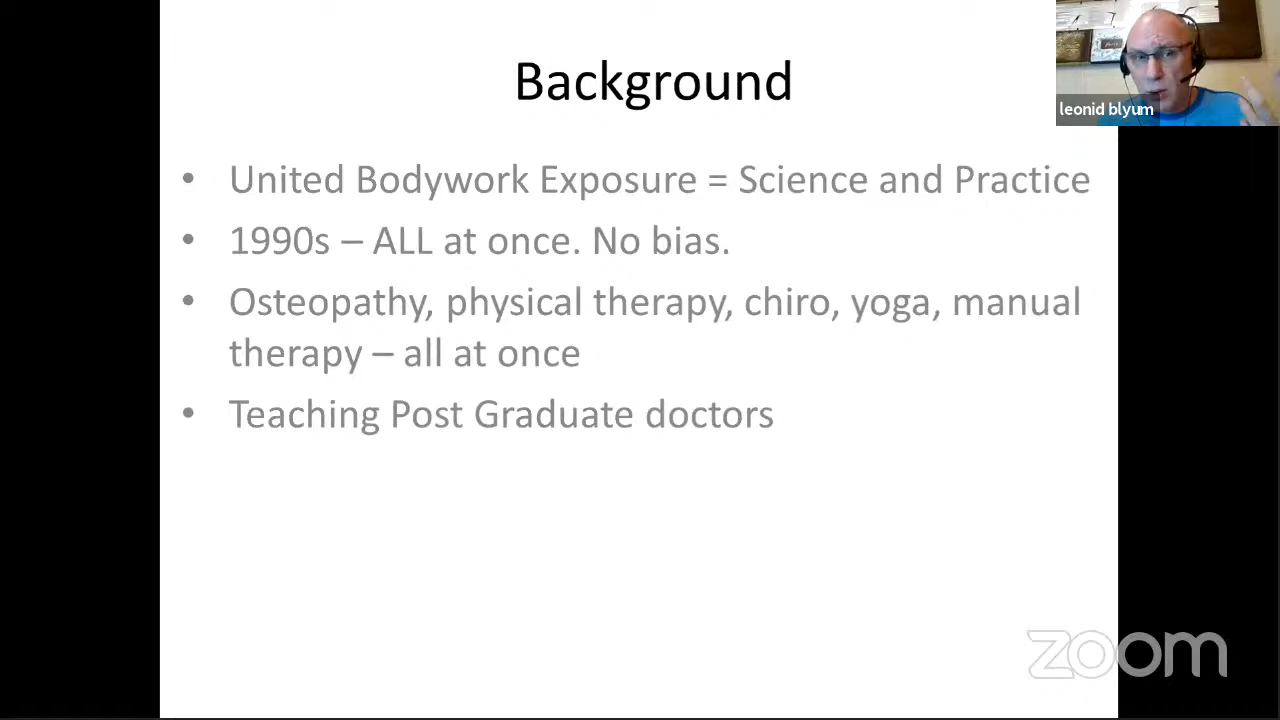 Background
leonid blyum
• United Bodywork Exposure = Science and Practice
• 1990s – ALL at once. No bias.
• Osteopathy, physical therapy, chiro, yoga, manual
therapy – all at once
• Teaching Post Graduate doctors
zoom